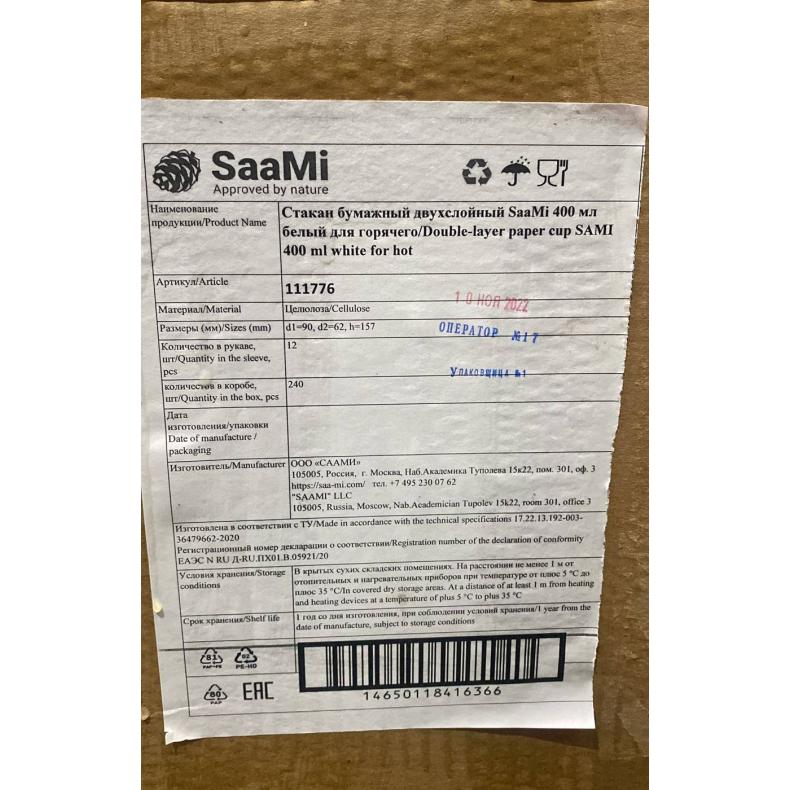 SaaMi
Approved by nature
Наименование
продукции/Product Name
Стакан бумажный двухслойный SaaMi 400 мл
белый для горячего/Double-layer paper cup SAMI
400 ml white for hot
Артикул/Article
111776
Материал/Material
Целюлоза/Cellulose
10 НОЯ 2022
Размеры (мм)/Sizes (mm)
d1=90, d2=62, h=157
ОПЕРАТОР №17
Количество в рукаве,
шт/Quantity in the sleeve,
pcs
12
УПАКОВЩИЦА №1
количество в коробе,
шт/Quantity in the box, pcs
240
Дата
изготовления/упаковки
Date of manufacture /
packaging
Изготовитель/Manufacturer
ООО «СААМИ»
105005, Россия, г. Москва, Наб.Академика Туполева 15к22, пом. 301, оф. 3
https://saa-mi.com/ тел. +7 495 230 07 62
"SAAMI" LLC
105005, Russia, Moscow, Nab.Academician Tupolev 15k22, room 301, office 3
Изготовлена в соответствии с ТУ/Made in accordance with the technical specifications 17.22.13.192-003-
36479662-2020
Регистрационный номер декларации о соответствии/Registration number of the declaration of conformity
ЕАЭС N RU Д-RU.ПХ01.В.05921/20
Условия хранения/Storage
conditions
В крытых сухих складских помещениях. На расстоянии не менее 1 м от
отопительных и нагревательных приборов при температуре от плюс 5 °C до
плюс 35 °C/In covered dry storage areas. At a distance of at least 1 m from heating
and heating devices at a temperature of plus 5 °C to plus 35 °C
Срок хранения/Shelf life
1 год со дня изготовления, при соблюдении условий хранения/1 year from the
date of manufacture, subject to storage conditions
81
PAP+PE
02
PE-HD
80
PAP
EAC
14650118416366